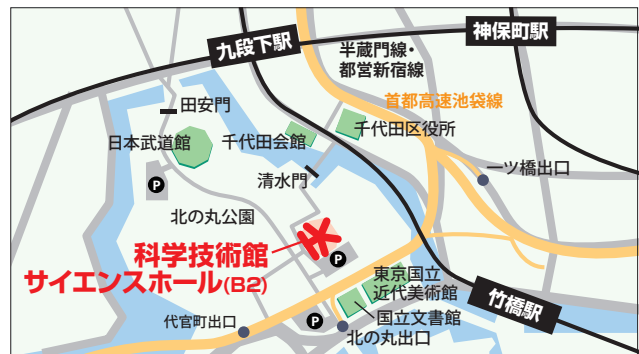 九段下駅
神保町駅
半蔵門線・
都営新宿線
首都高速池袋線
田安門
日本武道館
千代田会館
千代田区役所
清水門
一ツ橋出口
P
北の丸公園
科学技術館
サイエンスホール(B2)
P
東京国立
近代美術館
竹橋駅
国立文書館
代官町出口
P
北の丸出口